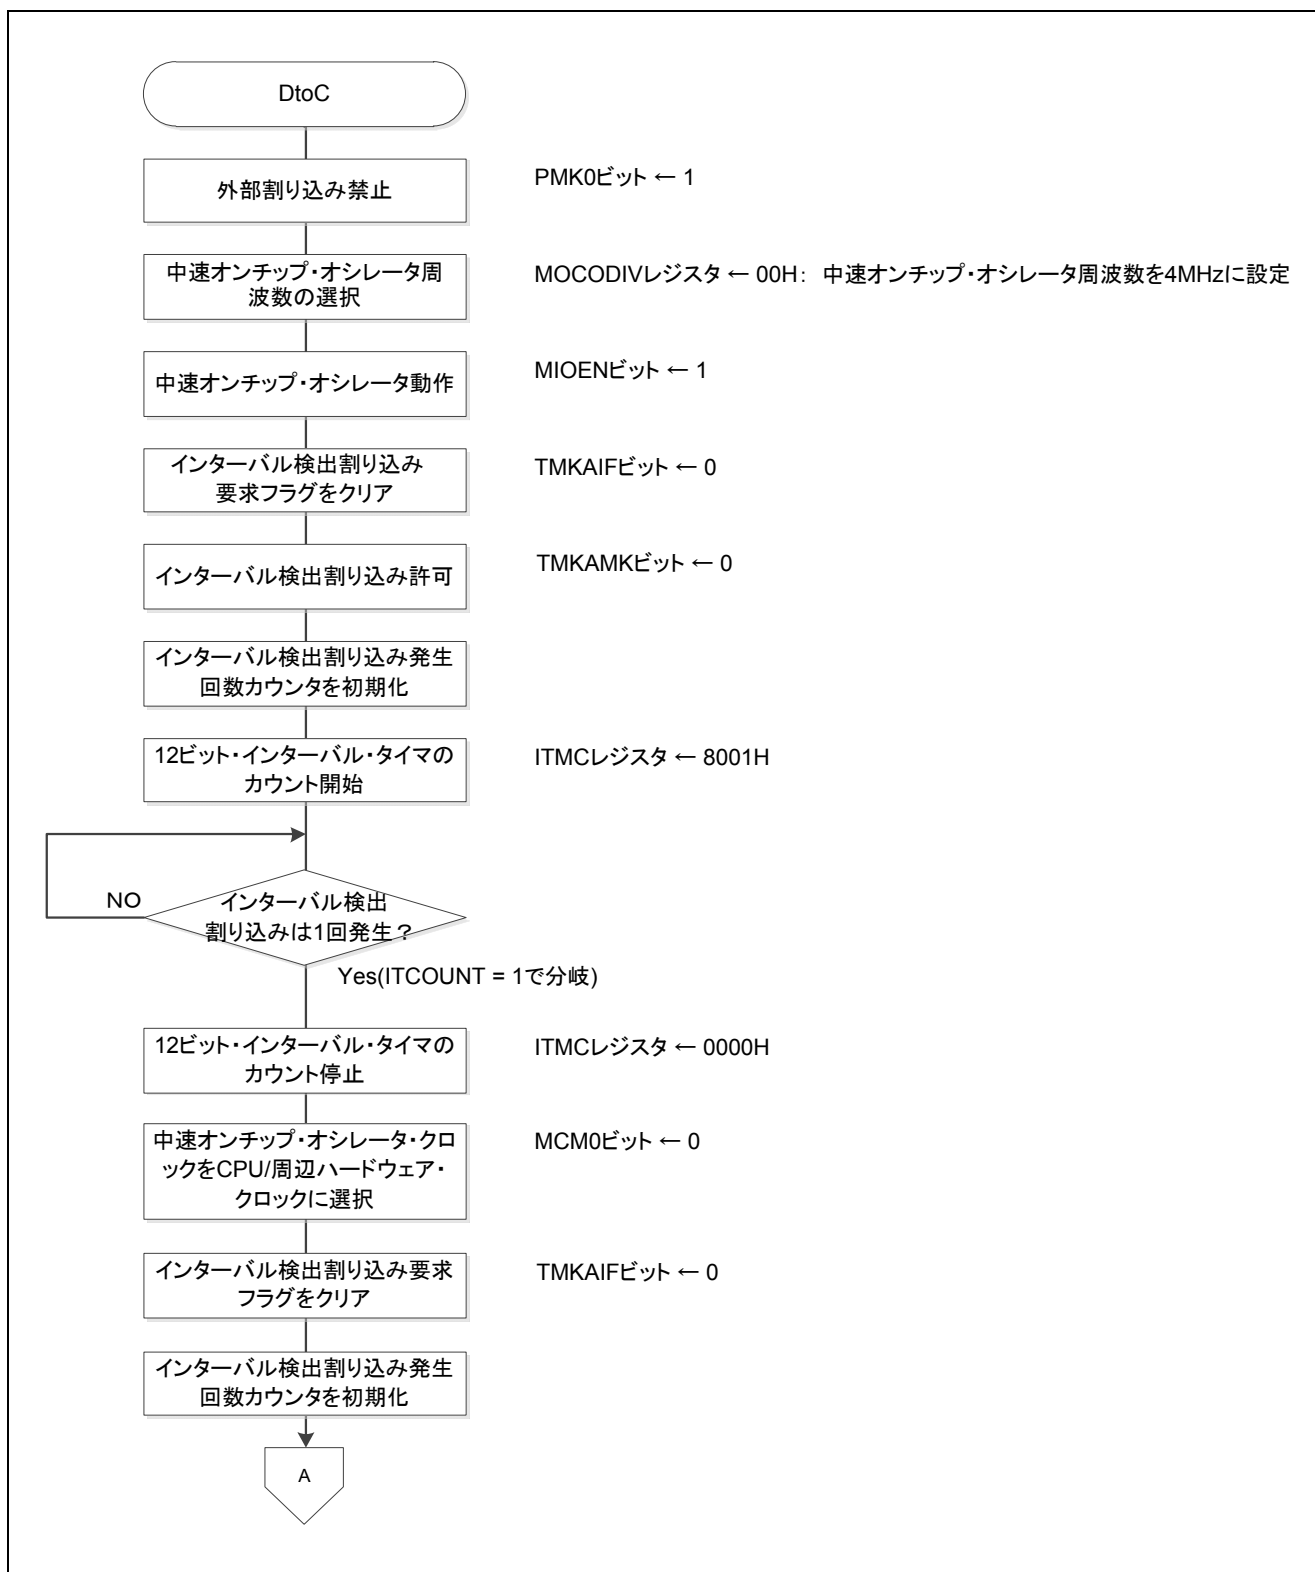 DtoC
外部割り込み禁止
PMK0ビット ← 1
中速オンチップ・オシレータ周
波数の選択
MOCODIVレジスタ ← 00H： 中速オンチップ・オシレータ周波数を4MHzに設定
中速オンチップ・オシレータ動作
MIOENビット ← 1
インターバル検出割り込み
要求フラグをクリア
TMKAIFビット ← 0
インターバル検出割り込み許可
TMKAMKビット ← 0
インターバル検出割り込み発生
回数カウンタを初期化
12ビット・インターバル・タイマの
カウント開始
ITMCレジスタ ← 8001H
NO
インターバル検出
割り込みは1回発生？
Yes(ITCOUNT = 1で分岐)
12ビット・インターバル・タイマの
カウント停止
ITMCレジスタ ← 0000H
中速オンチップ・オシレータ・クロ
ックをCPU/周辺ハードウェア・
クロックに選択
MCM0ビット ← 0
インターバル検出割り込み要求
フラグをクリア
TMKAIFビット ← 0
インターバル検出割り込み発生
回数カウンタを初期化
A